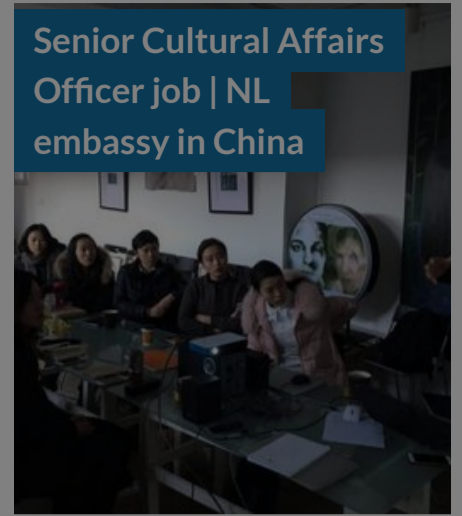 Senior Cultural Affairs
Officer job | NL
embassy in China